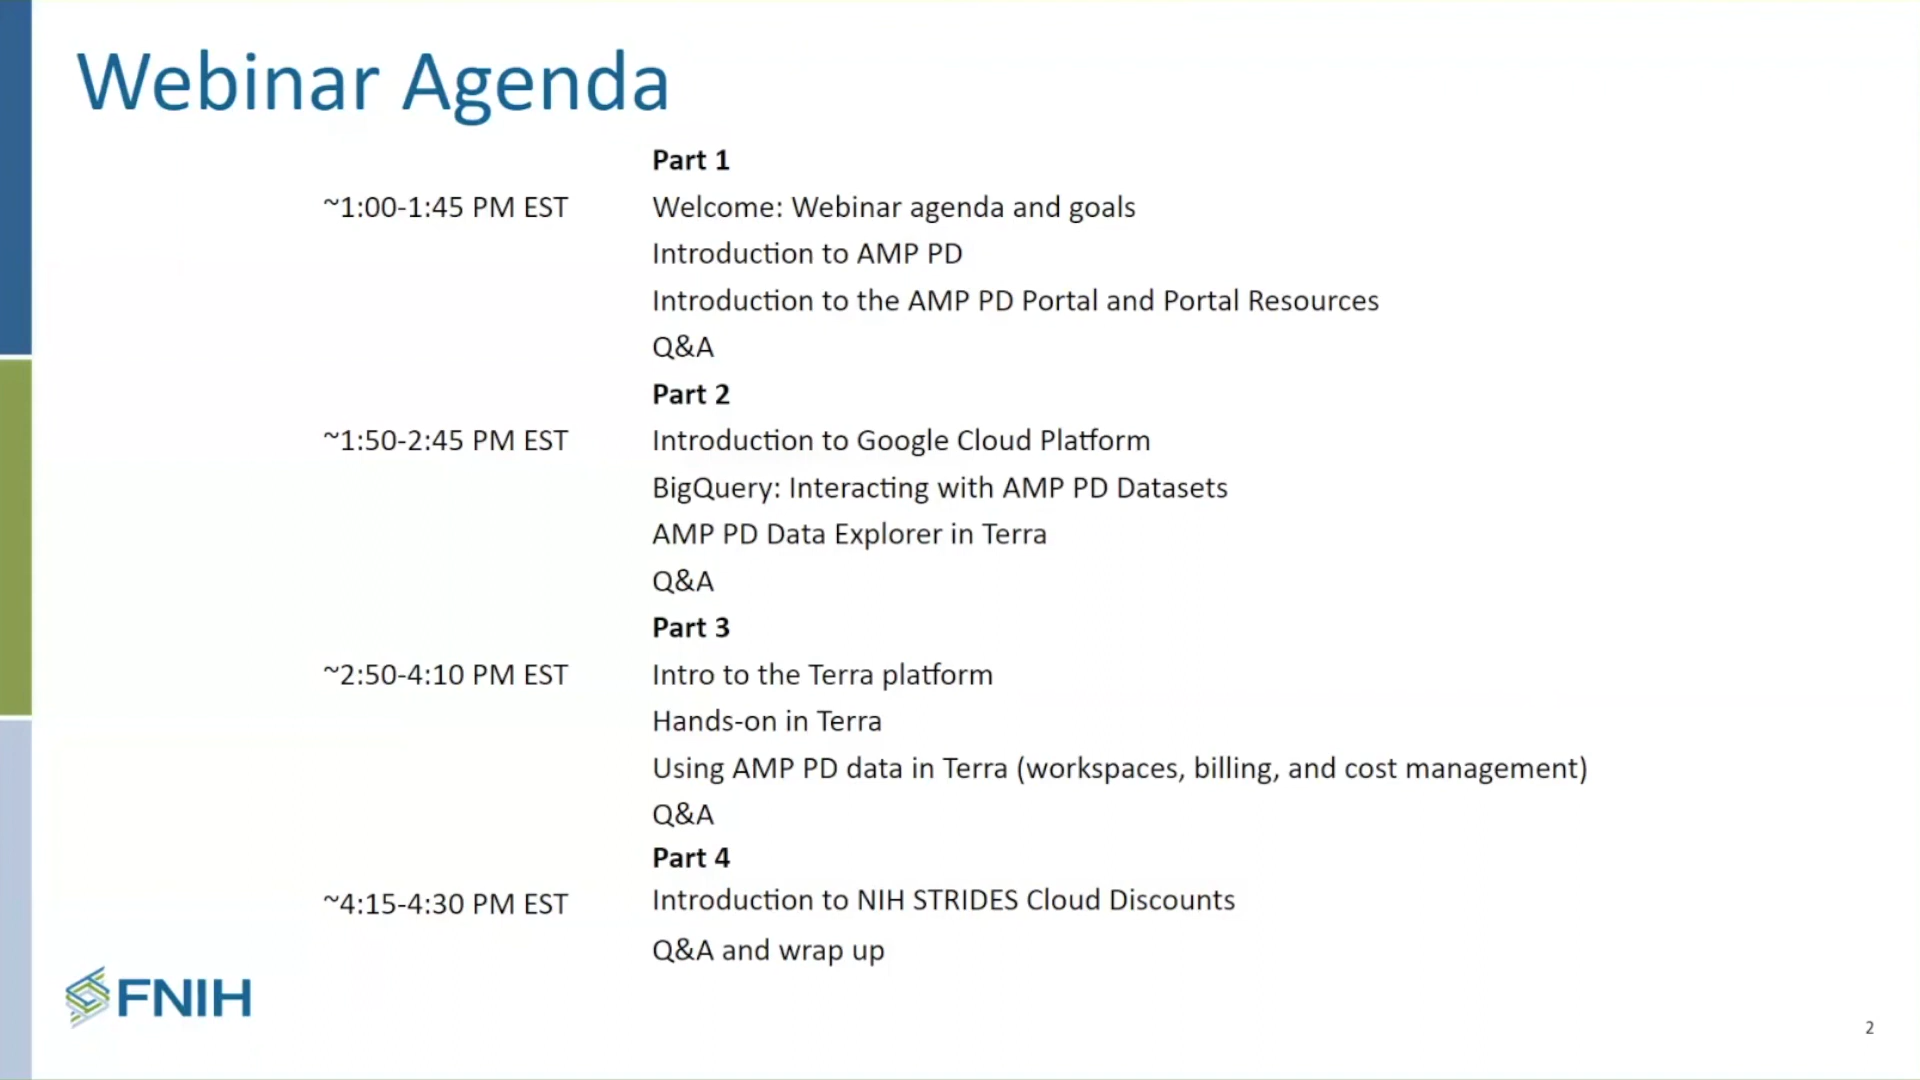 Webinar Agenda
Part 1
~1:00-1:45 PM EST Welcome: Webinar agenda and goals
Introduction to AMP PD
Introduction to the AMP PD Portal and Portal Resources
Q&A
Part 2
~1:50-2:45 PM EST Introduction to Google Cloud Platform
BigQuery: Interacting with AMP PD Datasets
AMP PD Data Explorer in Terra
Q&A
Part 3
~2:50-4:10 PM EST Intro to the Terra platform
Hands-on in Terra
Using AMP PD data in Terra (workspaces, billing, and cost management)
Q&A
Part 4
~4:15-4:30 PM EST Introduction to NIH STRIDES Cloud Discounts
Q&A and wrap up
FNIH
2